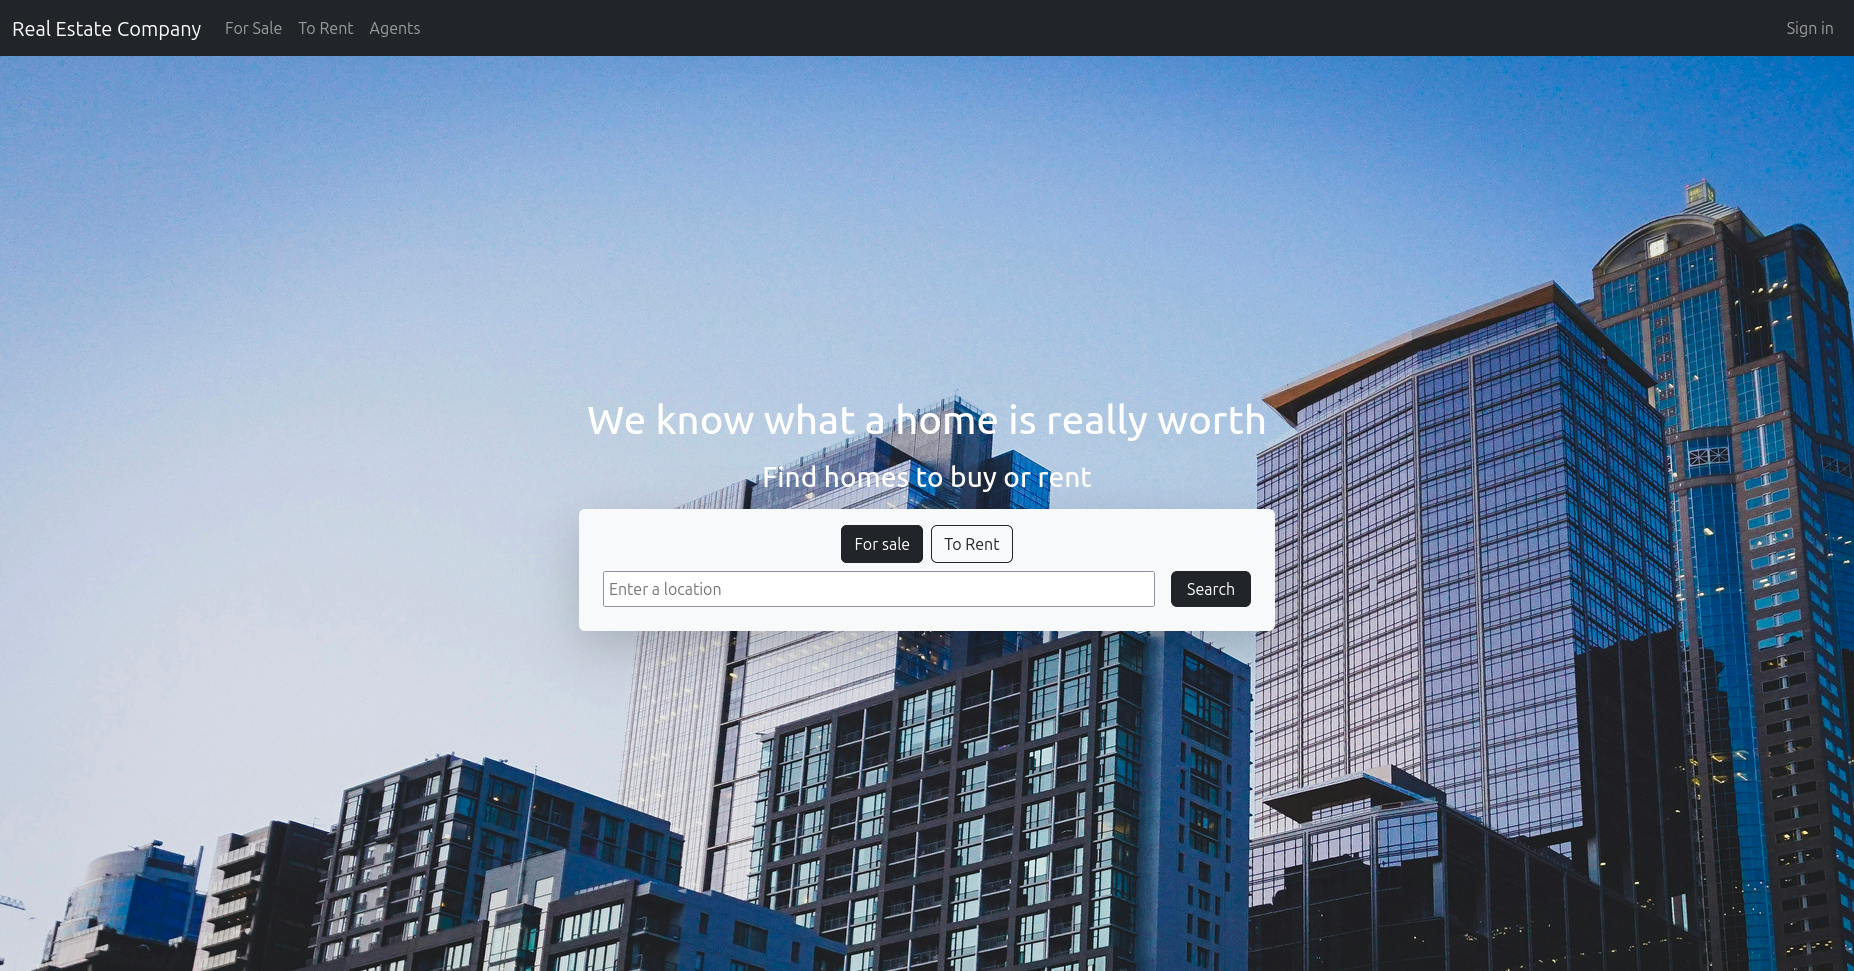 Real Estate Company For Sale To Rent Agents Sign in
We know what a home is really worth
Find homes to buy or rent
For sale To Rent
Enter a location Search